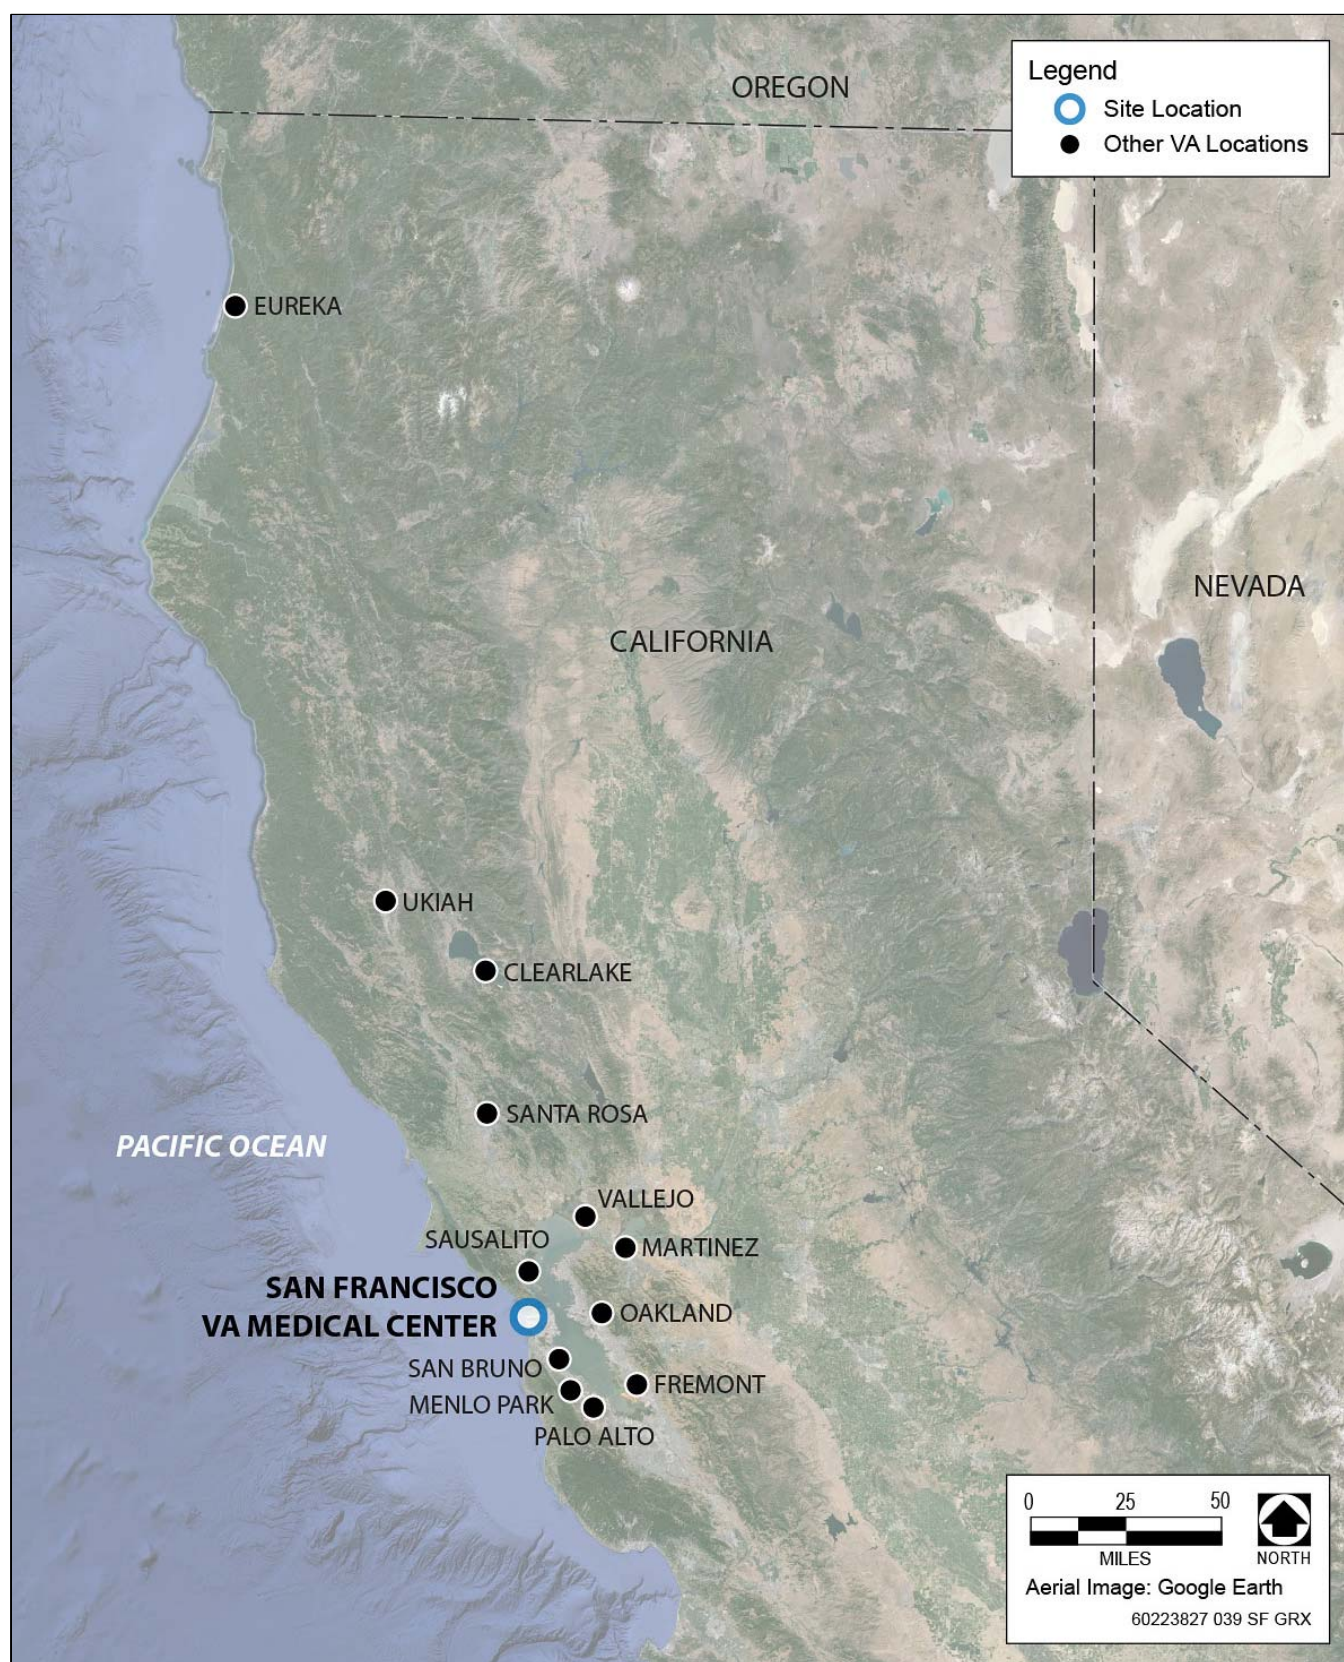 OREGON
Legend
Site Location
Other VA Locations
EUREKA
NEVADA
CALIFORNIA
UKIAH
CLEARLAKE
SANTA ROSA
PACIFIC OCEAN
VALLEJO
SAUSALITO
MARTINEZ
SAN FRANCISCO
VA MEDICAL CENTER
OAKLAND
SAN BRUNO
FREMONT
MENLO PARK
PALO ALTO
0 25 50
MILES
NORTH
Aerial Image: Google Earth
60223827 039 SF GRX